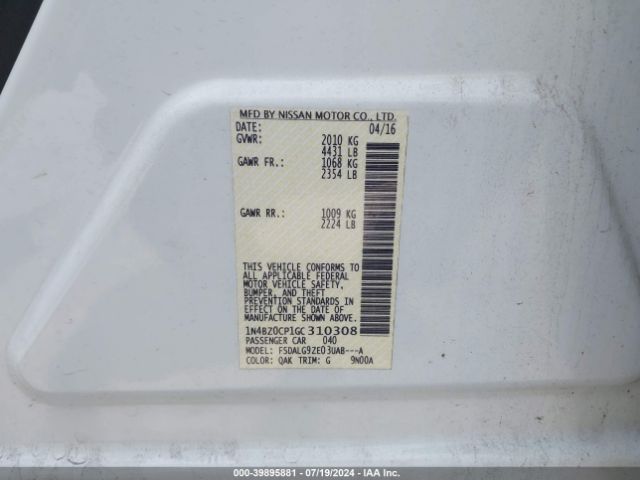 MFD BY NISSAN MOTOR CO., LTD.
DATE: 04/16
GVWR: 2010 KG
4431 LB
GAWR FR.: 1068 KG
2354 LB
GAWR RR.: 1009 KG
2224 LB
THIS VEHICLE CONFORMS TO
ALL APPLICABLE FEDERAL
MOTOR VEHICLE SAFETY,
BUMPER, AND THEFT
PREVENTION STANDARDS IN
EFFECT ON THE DATE OF
MANUFACTURE SHOWN ABOVE.
1N4BZ0CP1GC310308
PASSENGER CAR 040
MODEL: FSDALG9ZE03UAB---A
COLOR: QAK TRIM: G 9N00A
000-39895881 / 07/19/2024 / IAA Inc.